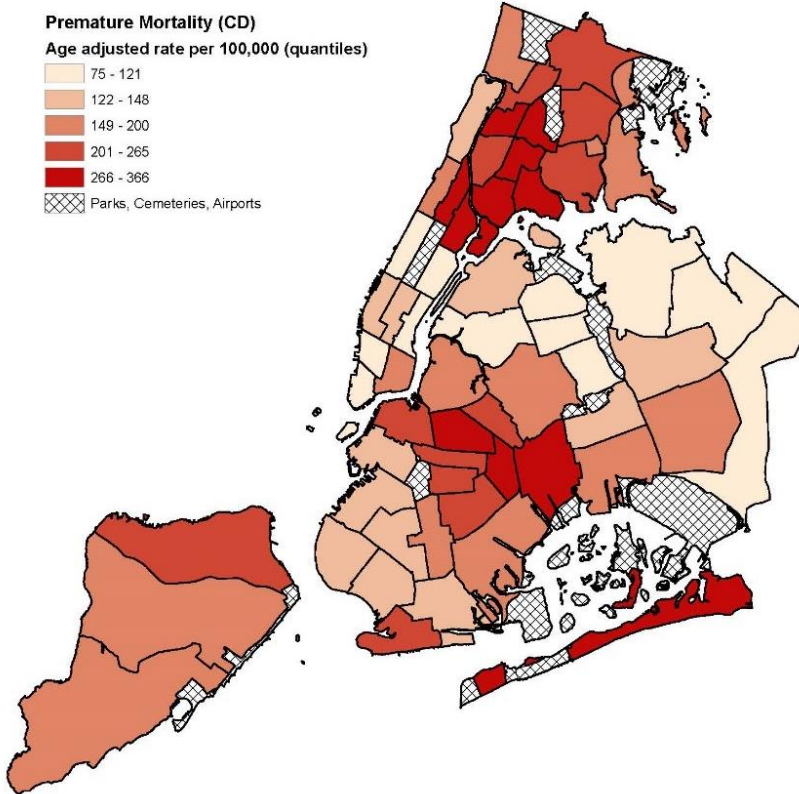 Premature Mortality (CD)
Age adjusted rate per 100,000 (quantiles)
75 - 121
122 - 148
149 - 200
201 - 265
266 - 366
Parks, Cemeteries, Airports